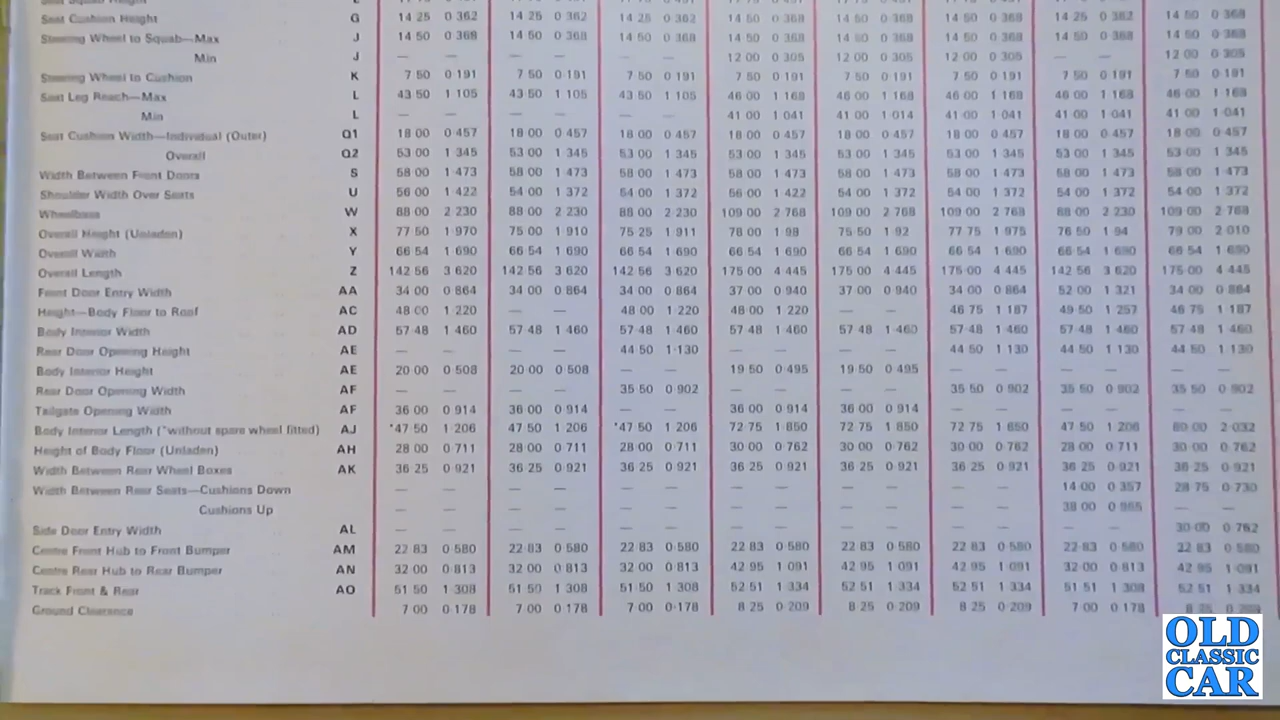 Seat Cushion Height G 14 25 0 362 14 25 0 362 14 25 0 362 14 50 0 368 14 50 0 368 14 50 0 368 14 25 0 362 14 50 0 368
Steering Wheel to Squab—Max J 14 50 0 368 14 50 0 368 14 50 0 368 14 50 0 368 14 50 0 368 14 50 0 368 14 50 0 368 14 50 0 368
Min J — — — — — — 12 00 0 305 12 00 0 305 12 00 0 305 — — 12 00 0 305
Steering Wheel to Cushion K 7 50 0 191 7 50 0 191 7 50 0 191 7 50 0 191 7 50 0 191 7 50 0 191 7 50 0 191 7 50 0 191
Seat Leg Reach—Max L 43 50 1 105 43 50 1 105 43 50 1 105 46 00 1 168 46 00 1 168 46 00 1 168 46 00 1 168 46 00 1 168
Min L — — — — — — 41 00 1 041 41 00 1 014 41 00 1 041 41 00 1 041 41 00 1 041
Seat Cushion Width—Individual (Outer) Q1 18 00 0 457 18 00 0 457 18 00 0 457 18 00 0 457 18 00 0 457 18 00 0 457 18 00 0 457 18 00 0 457
Overall Q2 53 00 1 345 53 00 1 345 53 00 1 345 53 00 1 345 53 00 1 345 53 00 1 345 53 00 1 345 53 00 1 345
Width Between Front Doors S 58 00 1 473 58 00 1 473 58 00 1 473 58 00 1 473 58 00 1 473 58 00 1 473 58 00 1 473 58 00 1 473
Shoulder Width Over Seats U 56 00 1 422 54 00 1 372 54 00 1 372 56 00 1 422 54 00 1 372 54 00 1 372 54 00 1 372 54 00 1 372
Wheelbase W 88 00 2 230 88 00 2 230 88 00 2 230 109 00 2 768 109 00 2 768 109 00 2 768 88 00 2 230 109 00 2 768
Overall Height (Unladen) X 77 50 1 970 75 00 1 910 75 25 1 911 78 00 1 98 75 50 1 92 77 75 1 975 76 50 1 94 79 00 2 010
Overall Width Y 66 54 1 690 66 54 1 690 66 54 1 690 66 54 1 690 66 54 1 690 66 54 1 690 66 54 1 690 66 54 1 690
Overall Length Z 142 56 3 620 142 56 3 620 142 56 3 620 175 00 4 445 175 00 4 445 175 00 4 445 142 56 3 620 175 00 4 445
Front Door Entry Width AA 34 00 0 864 34 00 0 864 34 00 0 864 37 00 0 940 37 00 0 940 34 00 0 864 52 00 1 321 34 00 0 864
Height—Body Floor to Roof AC 48 00 1 220 — — 48 00 1 220 48 00 1 220 — — 46 75 1 187 49 50 1 257 46 75 1 187
Body Interior Width AD 57 48 1 460 57 48 1 460 57 48 1 460 57 48 1 460 57 48 1 460 57 48 1 460 57 48 1 460 57 48 1 460
Rear Door Opening Height AE — — — — 44 50 1·130 — — — — 44 50 1 130 44 50 1 130 44 50 1 130
Body Interior Height AE 20 00 0 508 20 00 0 508 — — 19 50 0 495 19 50 0 495 — — — — — —
Rear Door Opening Width AF — — — — 35 50 0 902 — — — — 35 50 0 902 35 50 0 902 35 50 0 902
Tailgate Opening Width AF 36 00 0 914 36 00 0 914 — — 36 00 0 914 36 00 0 914 — — — — — —
Body Interior Length (*without spare wheel fitted) AJ *47 50 1 206 47 50 1 206 *47 50 1 206 72 75 1 850 72 75 1 850 72 75 1 850 47 50 1 206 80 00 2 032
Height of Body Floor (Unladen) AH 28 00 0 711 28 00 0 711 28 00 0 711 30 00 0 762 30 00 0 762 30 00 0 762 28 00 0 711 30 00 0 762
Width Between Rear Wheel Boxes AK 36 25 0 921 36 25 0 921 36 25 0 921 36 25 0 921 36 25 0 921 36 25 0 921 36 25 0 921 36 25 0 921
Width Between Rear Seats—Cushions Down — — — — — — — — — — — — 14 00 0 357 28 75 0 730
Cushions Up — — — — — — — — — — — — 38 00 0 965 — —
Side Door Entry Width AL — — — — — — — — — — — — — — 30 00 0 762
Centre Front Hub to Front Bumper AM 22 83 0 580 22 83 0 580 22 83 0 580 22 83 0 580 22 83 0 580 22 83 0 580 22 83 0 580 22 83 0 580
Centre Rear Hub to Rear Bumper AN 32 00 0 813 32 00 0 813 32 00 0 813 42 95 1 091 42 95 1 091 42 95 1 091 32 00 0 813 42 95 1 091
Track Front & Rear AO 51 50 1 308 51 50 1 308 51 50 1 308 52 51 1 334 52 51 1 334 52 51 1 334 51 51 1 308 52 51 1 334
Ground Clearance 7 00 0 178 7 00 0 178 7 00 0·178 8 25 0 209 8 25 0 209 8 25 0 209 7 00 0 178 8 25 0 209
OLD
CLASSIC
CAR